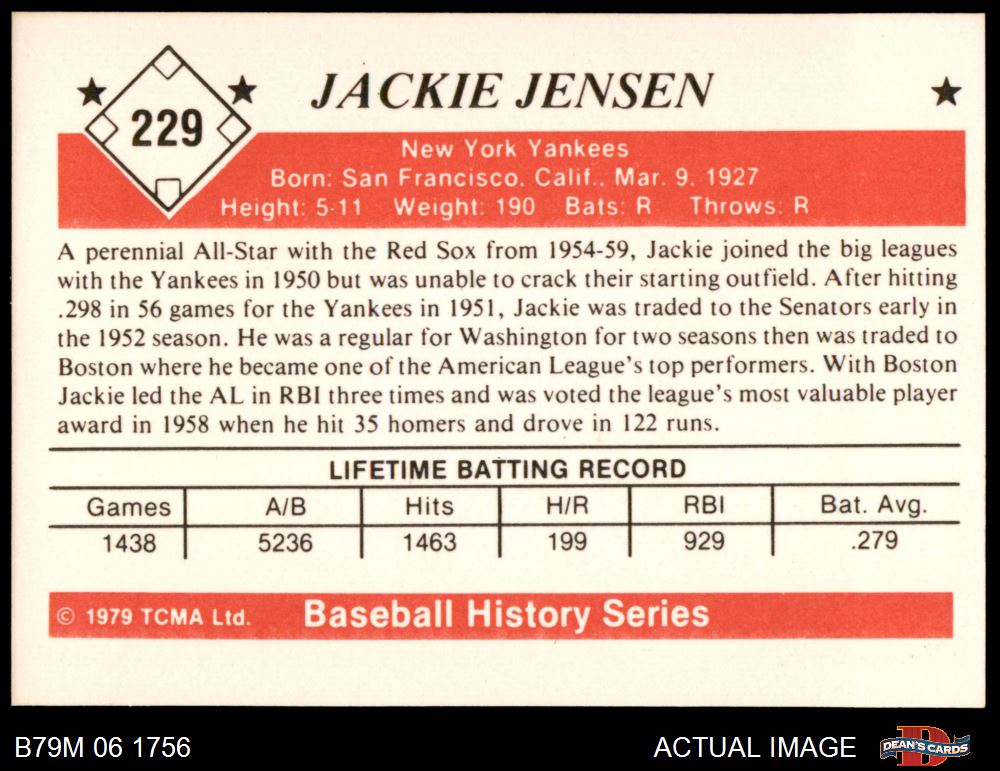 229
JACKIE JENSEN
New York Yankees
Born: San Francisco, Calif., Mar. 9, 1927
Height: 5-11 Weight: 190 Bats: R Throws: R
A perennial All-Star with the Red Sox from 1954-59, Jackie joined the big leagues
with the Yankees in 1950 but was unable to crack their starting outfield. After hitting
.298 in 56 games for the Yankees in 1951, Jackie was traded to the Senators early in
the 1952 season. He was a regular for Washington for two seasons then was traded to
Boston where he became one of the American League's top performers. With Boston
Jackie led the AL in RBI three times and was voted the league's most valuable player
award in 1958 when he hit 35 homers and drove in 122 runs.
LIFETIME BATTING RECORD
Games A/B Hits H/R RBI Bat. Avg.
1438 5236 1463 199 929 .279
© 1979 TCMA Ltd. Baseball History Series
B79M 06 1756 ACTUAL IMAGE DEAN'S CARDS